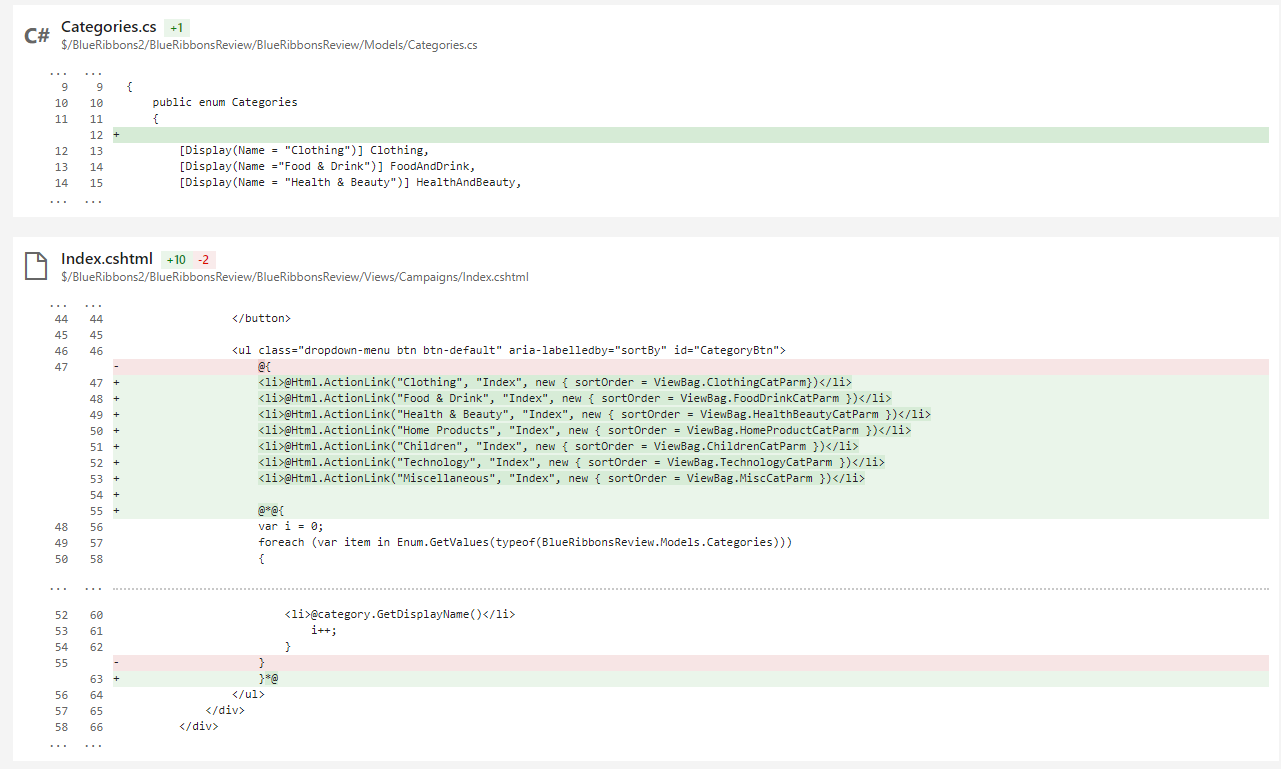 C# Categories.cs +1
$/BlueRibbons2/BlueRibbonsReview/BlueRibbonsReview/Models/Categories.cs
... ...
9 9 {
10 10 public enum Categories
11 11 {
12 +
12 13 [Display(Name = "Clothing")] Clothing,
13 14 [Display(Name ="Food & Drink")] FoodAndDrink,
14 15 [Display(Name = "Health & Beauty")] HealthAndBeauty,
... ...
Index.cshtml +10 -2
$/BlueRibbons2/BlueRibbonsReview/BlueRibbonsReview/Views/Campaigns/Index.cshtml
... ...
44 44 </button>
45 45
46 46 <ul class="dropdown-menu btn btn-default" aria-labelledby="sortBy" id="CategoryBtn">
47 - @{
47 + <li>@Html.ActionLink("Clothing", "Index", new { sortOrder = ViewBag.ClothingCatParm})</li>
48 + <li>@Html.ActionLink("Food & Drink", "Index", new { sortOrder = ViewBag.FoodDrinkCatParm })</li>
49 + <li>@Html.ActionLink("Health & Beauty", "Index", new { sortOrder = ViewBag.HealthBeautyCatParm })</li>
50 + <li>@Html.ActionLink("Home Products", "Index", new { sortOrder = ViewBag.HomeProductCatParm })</li>
51 + <li>@Html.ActionLink("Children", "Index", new { sortOrder = ViewBag.ChildrenCatParm })</li>
52 + <li>@Html.ActionLink("Technology", "Index", new { sortOrder = ViewBag.TechnologyCatParm })</li>
53 + <li>@Html.ActionLink("Miscellaneous", "Index", new { sortOrder = ViewBag.MiscCatParm })</li>
54 +
55 + @*@{
48 56 var i = 0;
49 57 foreach (var item in Enum.GetValues(typeof(BlueRibbonsReview.Models.Categories)))
50 58 {
... ...
52 60 <li>@category.GetDisplayName()</li>
53 61 i++;
54 62 }
55 - }
63 + }*@
56 64 </ul>
57 65 </div>
58 66 </div>
... ...